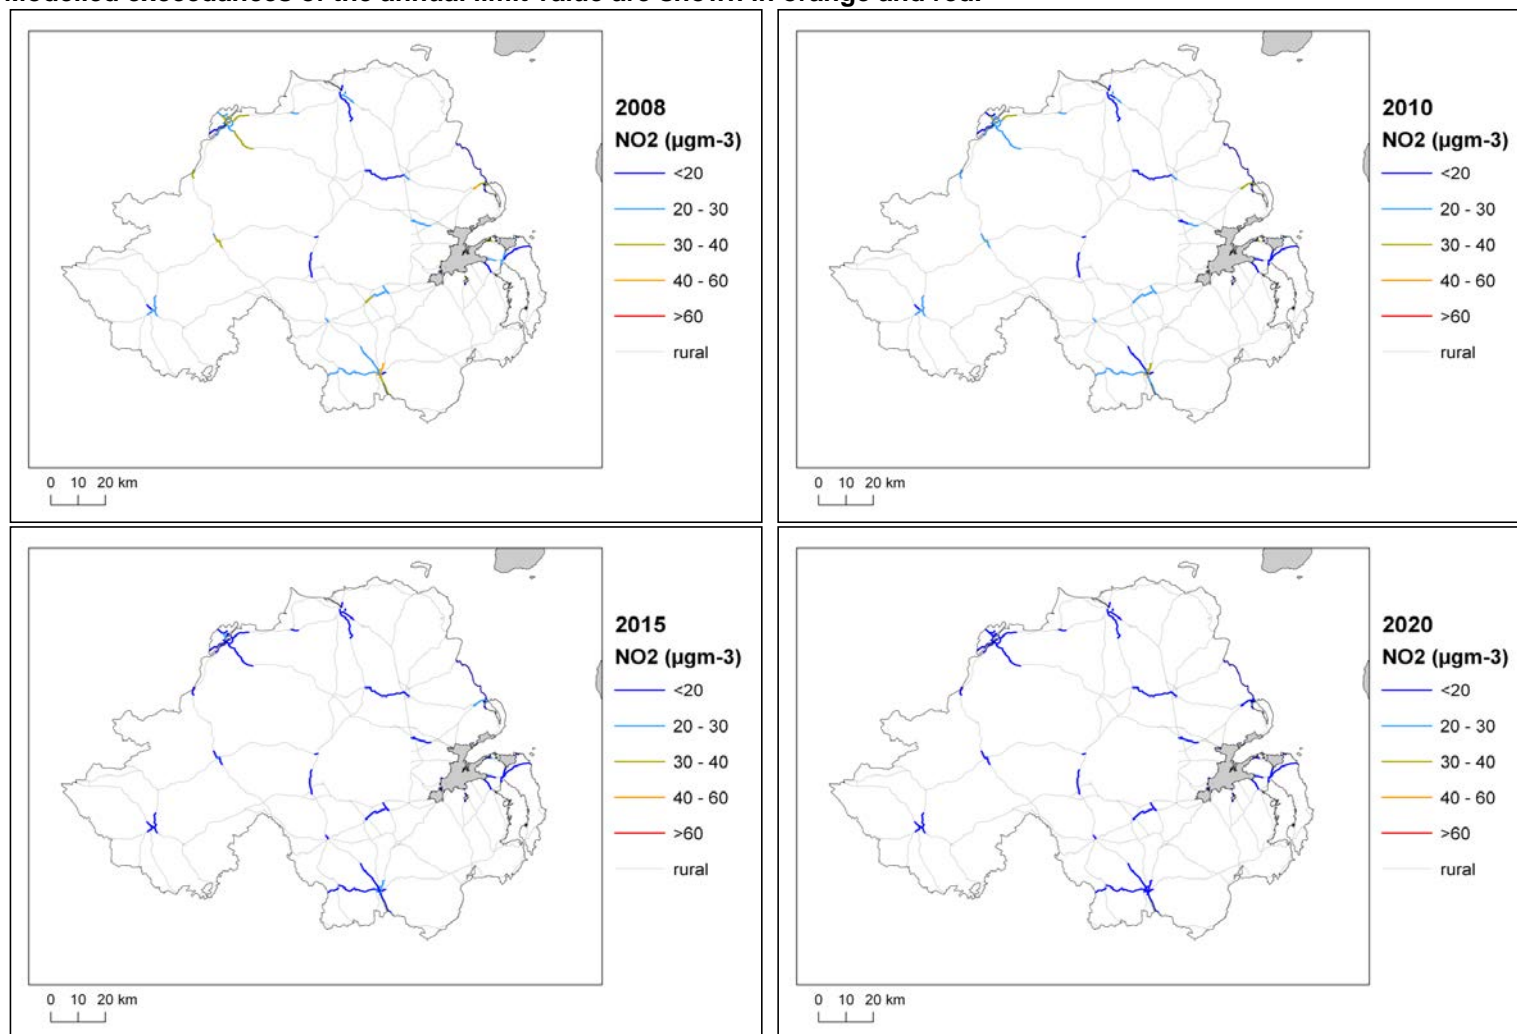 modelled exceedances of the annual limit value are shown in orange and red.
2008
NO2 (µgm-3)
<20
20 - 30
30 - 40
40 - 60
>60
rural
0 10 20 km
2010
NO2 (µgm-3)
<20
20 - 30
30 - 40
40 - 60
>60
rural
0 10 20 km
2015
NO2 (µgm-3)
<20
20 - 30
30 - 40
40 - 60
>60
rural
0 10 20 km
2020
NO2 (µgm-3)
<20
20 - 30
30 - 40
40 - 60
>60
rural
0 10 20 km